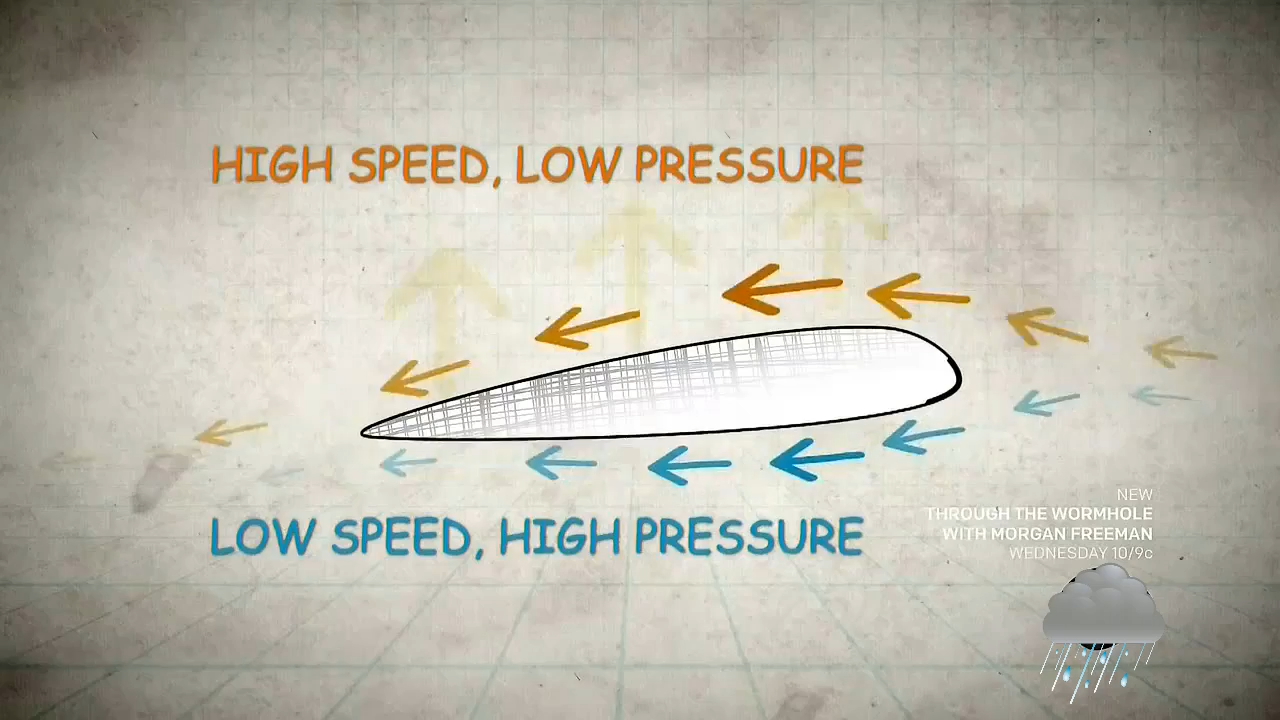 HIGH SPEED, LOW PRESSURE
LOW SPEED, HIGH PRESSURE
NEW
THROUGH THE WORMHOLE
WITH MORGAN FREEMAN
WEDNESDAY 10/9c